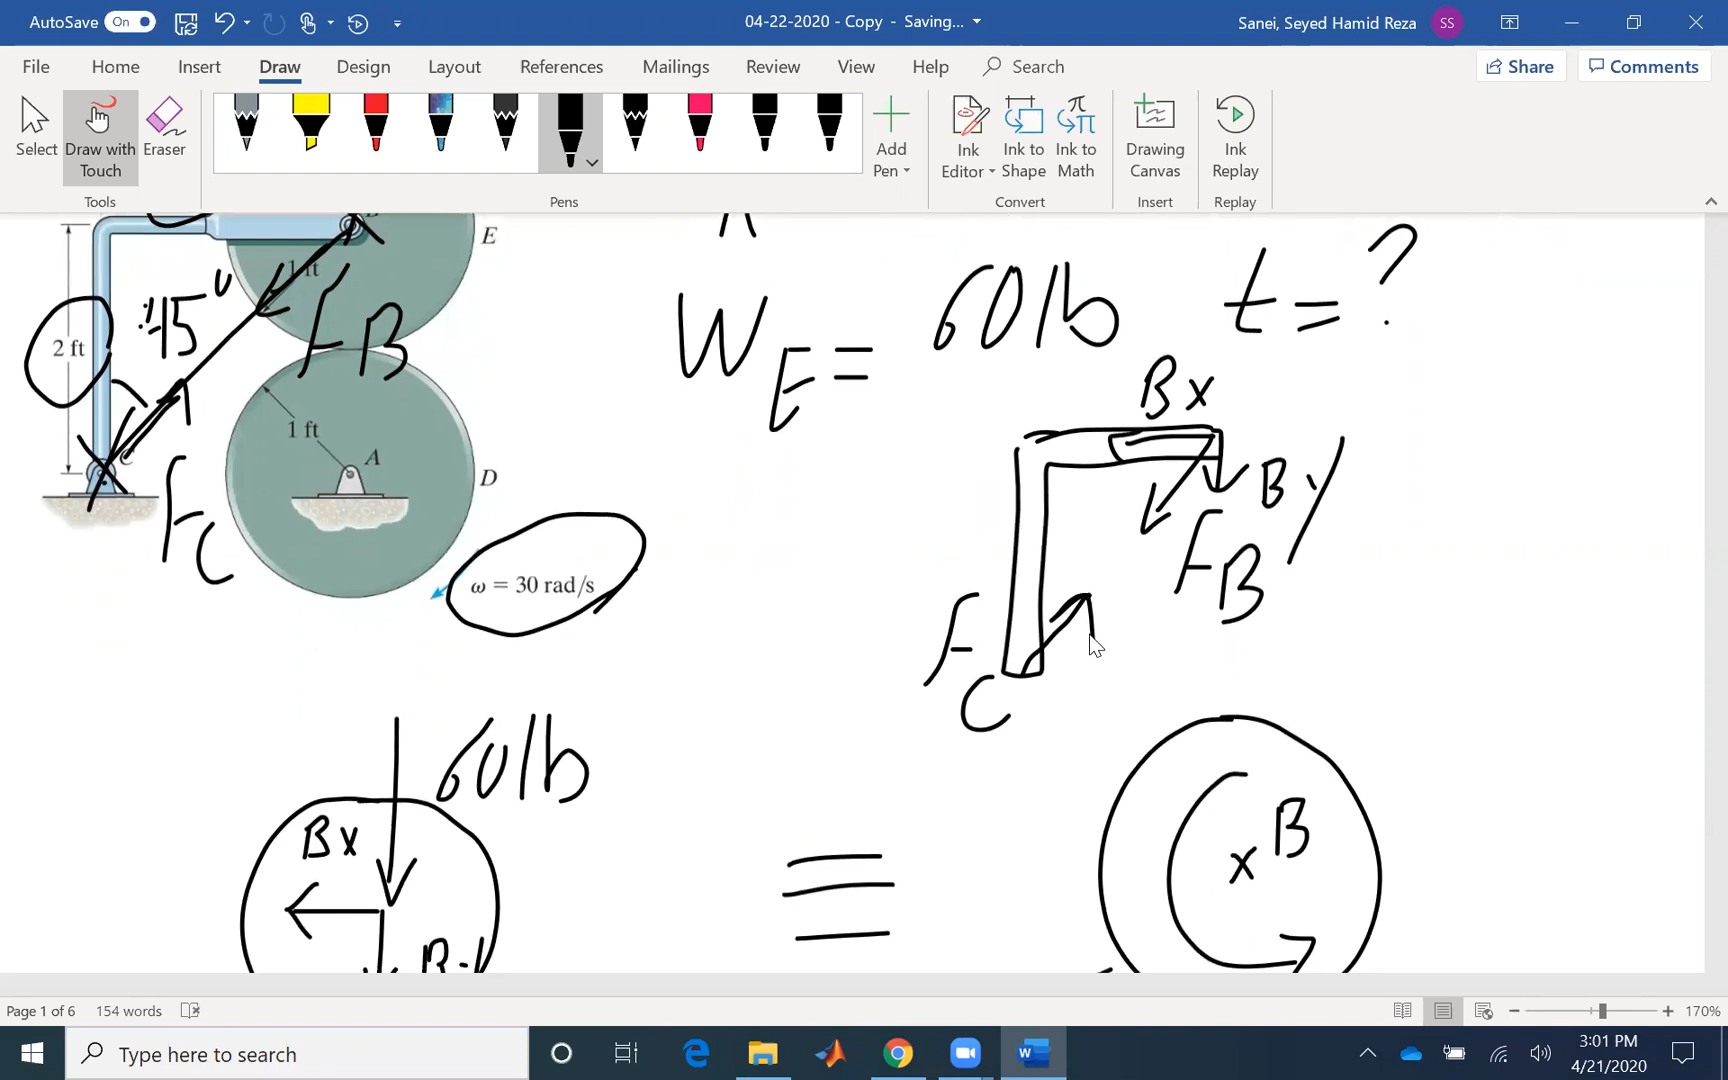 AutoSave On 04-22-2020 - Copy - Saving... Sanei, Seyed Hamid Reza SS
File Home Insert Draw Design Layout References Mailings Review View Help Search Share Comments
Select Draw with Touch Eraser Add Pen Ink Editor Ink to Shape Ink to Math Drawing Canvas Ink Replay
Tools Pens Convert Insert Replay
E
1 ft
45°
FB
2 ft
C
FC
1 ft
A
D
ω = 30 rad/s
WE = 60lb t = ?
Bx
By
FB
FC
60lb
Bx
≡
x B
Page 1 of 6 154 words 170%
Type here to search 3:01 PM
4/21/2020